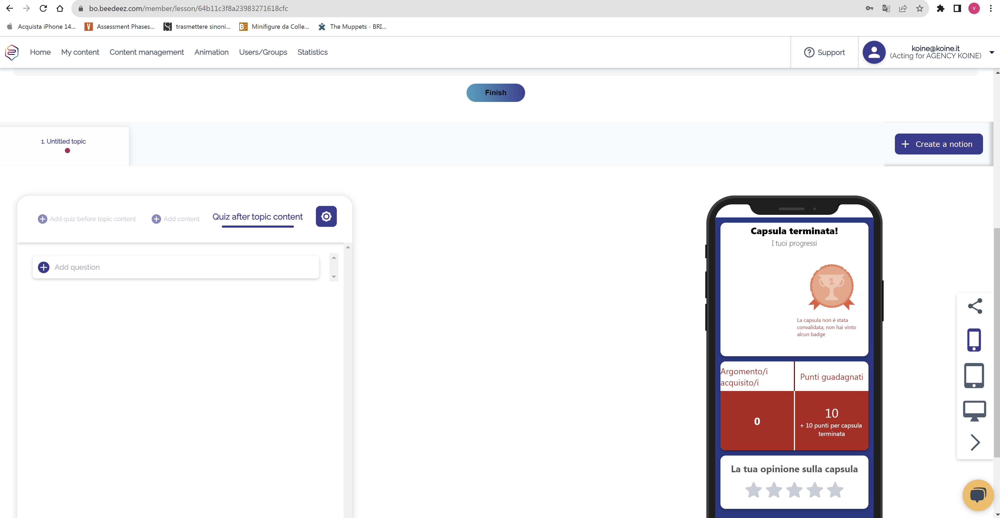 bo.beedeez.com/member/lesson/64b11c3f8a23983271618cfc
V
Acquista iPhone 14...
Assessment Phases...
trasmettere sinoni...
Minifigure da Colle...
The Muppets - BRI...
Home
My content
Content management
Animation
Users/Groups
Statistics
Support
koine@koine.it
(Acting for AGENCY KOINE)
Finish
1. Untitled topic
Create a notion
Add quiz before topic content
Add content
Quiz after topic content
Add question
Capsula terminata!
I tuoi progressi
1
La capsula non è stata
convalidata, non hai vinto
alcun badge
Argomento/i
acquisito/i
Punti guadagnati
0
10
+ 10 punti per capsula
terminata
La tua opinione sulla capsula